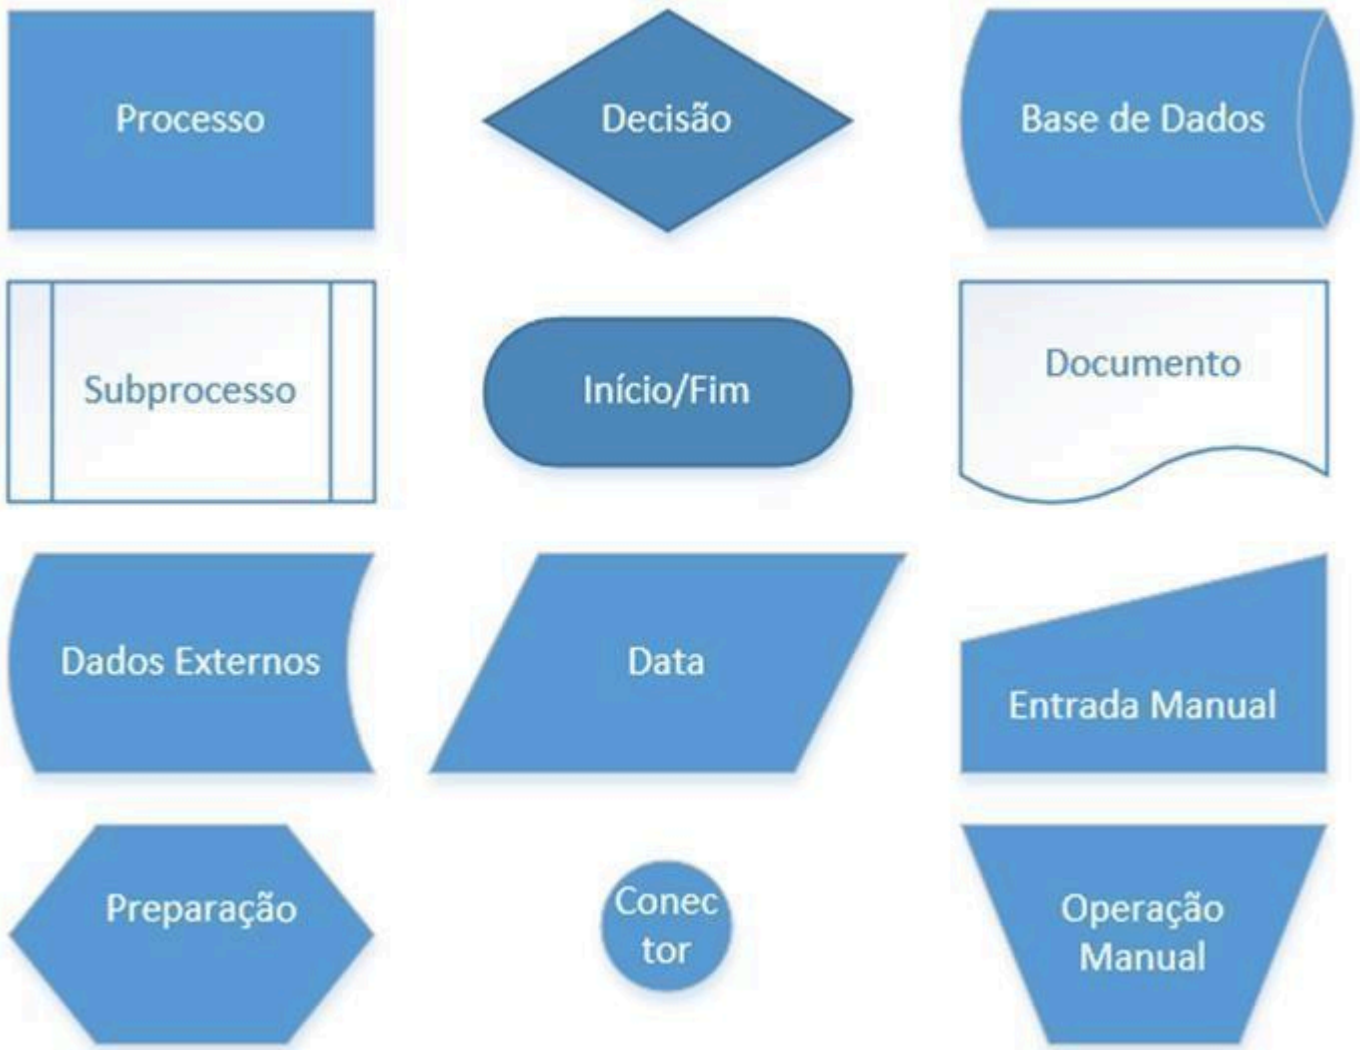 Processo
Decisão
Base de Dados
Subprocesso
Início/Fim
Documento
Dados Externos
Data
Entrada Manual
Preparação
Conec
tor
Operação
Manual